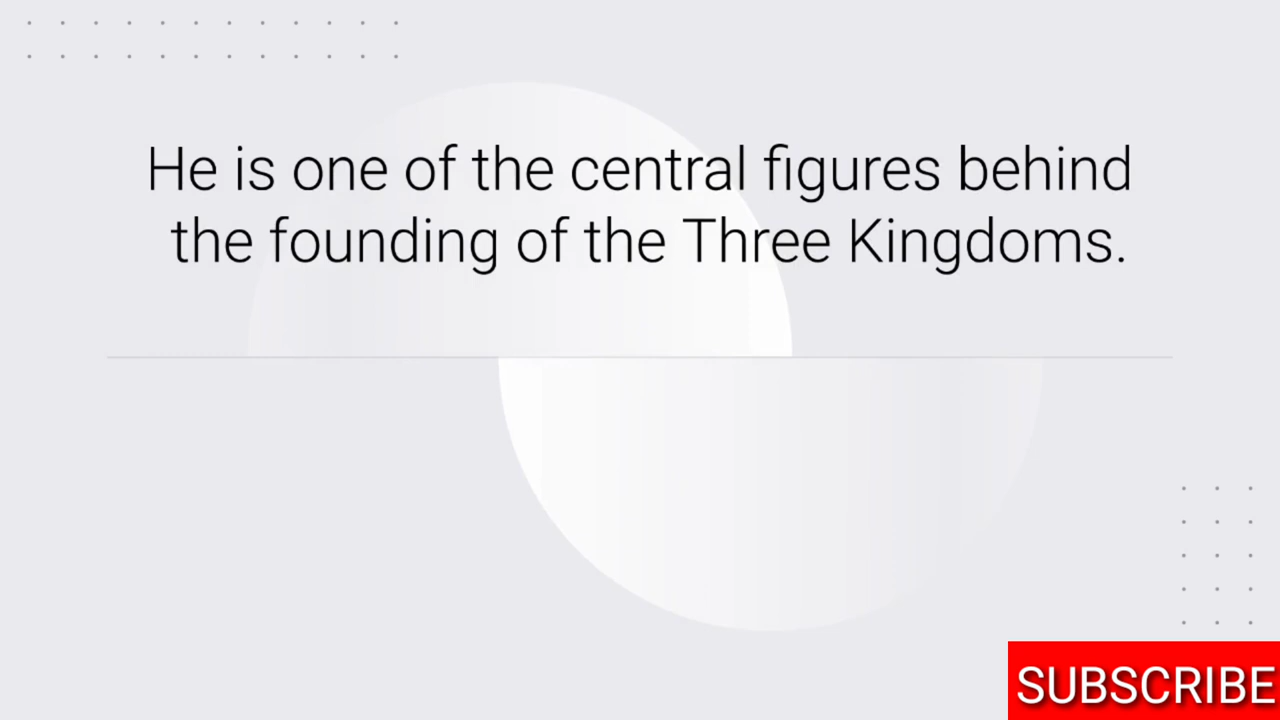 He is one of the central figures behind
the founding of the Three Kingdoms.
SUBSCRIBE